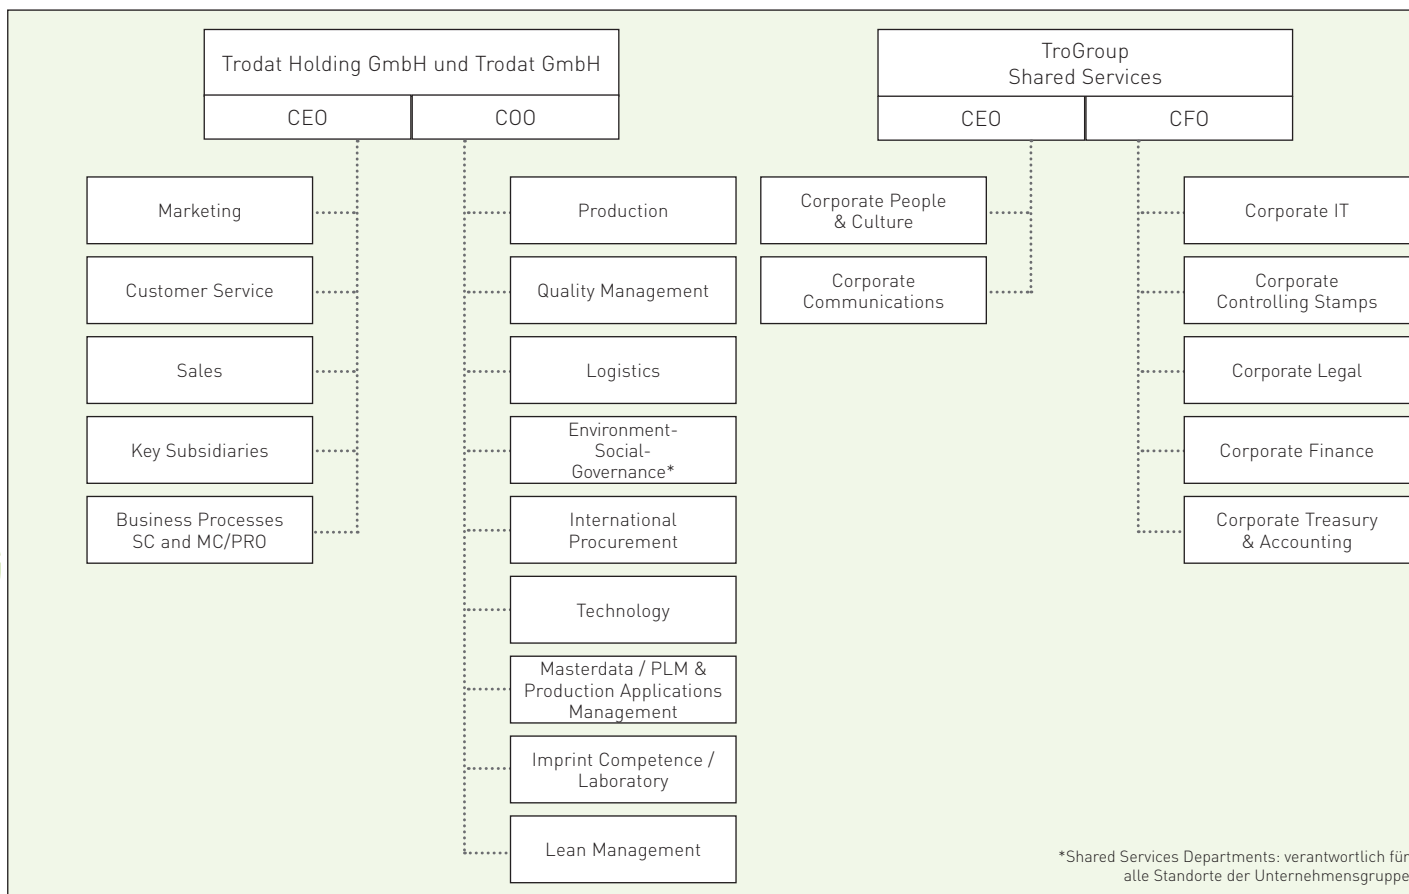 Trodat Holding GmbH und Trodat GmbH
CEO
COO
Marketing
Customer Service
Sales
Key Subsidiaries
Business Processes
SC and MC/PRO
Production
Quality Management
Logistics
Environment-
Social-
Governance*
International
Procurement
Technology
Masterdata / PLM &
Production Applications
Management
Imprint Competence /
Laboratory
Lean Management
TroGroup
Shared Services
CEO
CFO
Corporate People
& Culture
Corporate
Communications
Corporate IT
Corporate
Controlling Stamps
Corporate Legal
Corporate Finance
Corporate Treasury
& Accounting
*Shared Services Departments: verantwortlich für
alle Standorte der Unternehmensgruppe